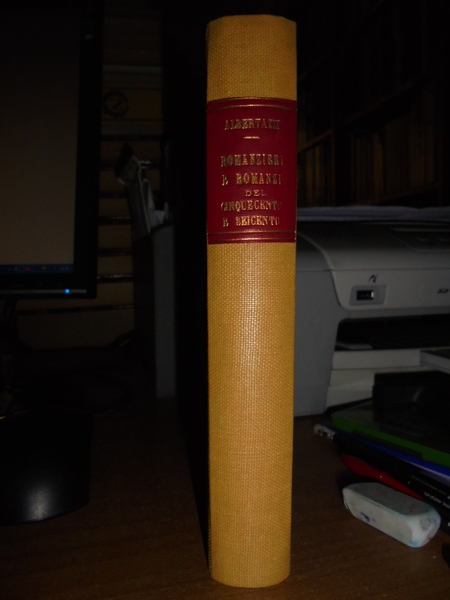 ALBERTAZZI
ROMANZIERI
E ROMANZI
DEL
CINQUECENTO
E SEICENTO